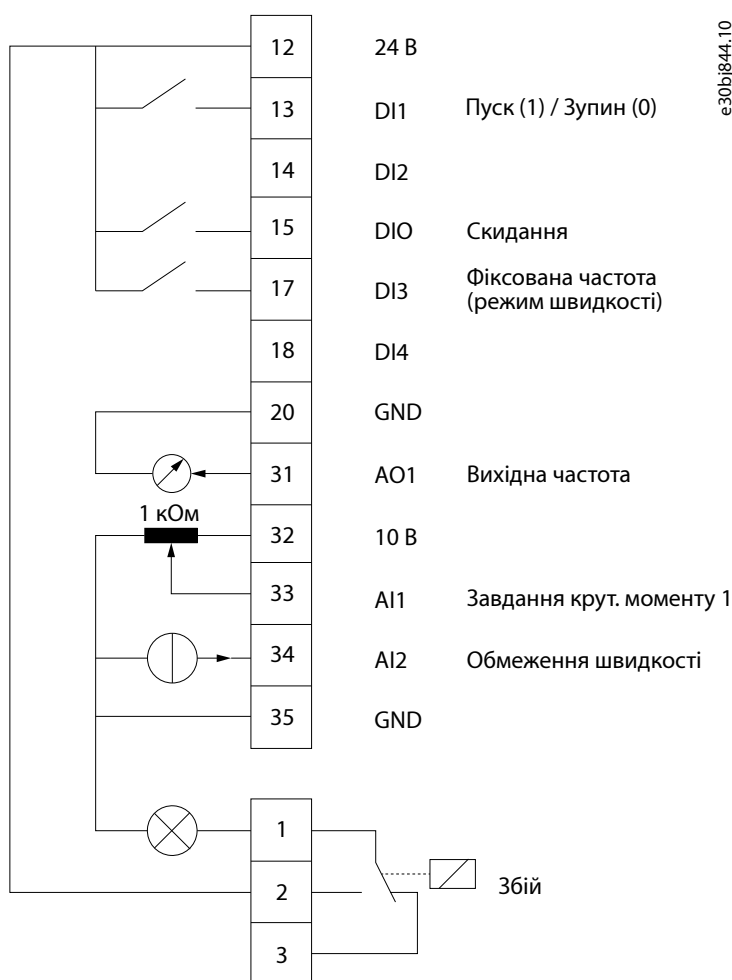 12 24 В
13 DI1 Пуск (1) / Зупин (0)
14 DI2
15 DIO Скидання
17 DI3 Фіксована частота
(режим швидкості)
18 DI4
20 GND
31 AO1 Вихідна частота
1 кОм
32 10 В
33 AI1 Завдання крут. моменту 1
34 AI2 Обмеження швидкості
35 GND
1
2 Збій
3
e30bi844.10